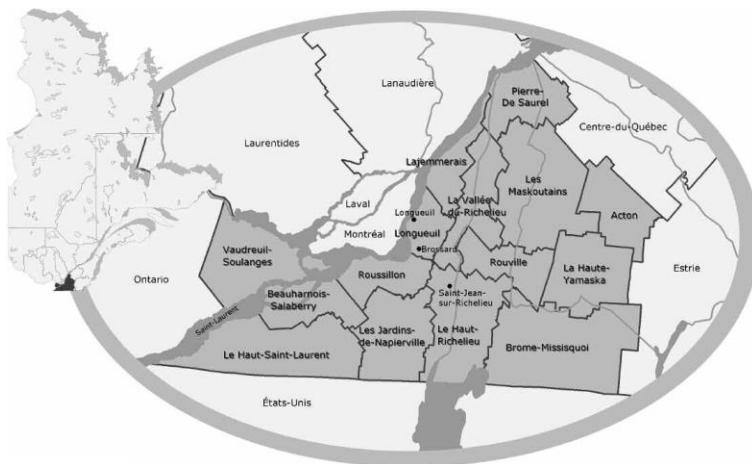 Lanaudière
Pierre-
De Saurel
Centre-du-Québec
Laurentides
Lajemmerais
Les
Maskoutains
Laval
La Vallée
du-Richelieu
Acton
Longueuil
Montréal
Longueuil
Vaudreuil-
Soulanges
Brossard
Ontario
Roussillon
Rouville
La Haute-
Yamaska
Estrie
Beauharnois-
Salaberry
Saint-Jean-
sur-Richelieu
Saint-Laurent
Les Jardins-
de-Napierville
Le Haut-
Richelieu
Brome-Missisquoi
Le Haut-Saint-Laurent
États-Unis